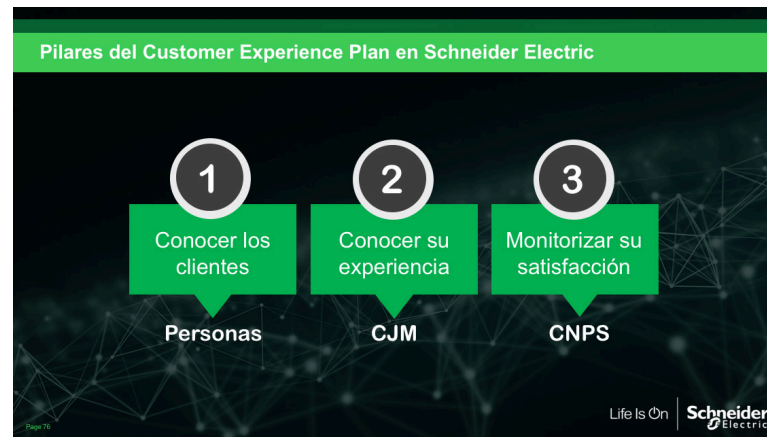 Pilares del Customer Experience Plan en Schneider Electric
1
2
3
Conocer los
clientes
Conocer su
experiencia
Monitorizar su
satisfacción
Personas
CJM
CNPS
Page 76
Life Is On
Schneider
Electric